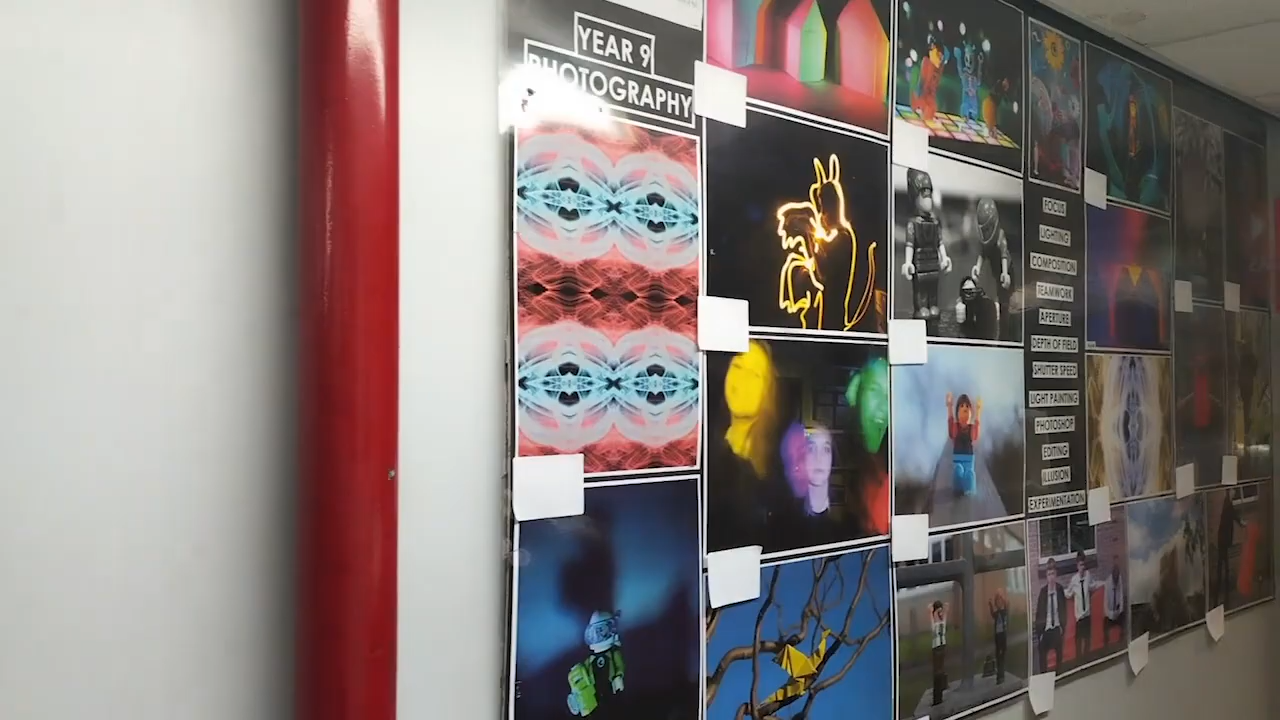 YEAR 9
PHOTOGRAPHY
FOCUS
LIGHTING
COMPOSITION
TEAMWORK
APERTURE
DEPTH OF FIELD
SHUTTER SPEED
LIGHT PAINTING
PHOTOSHOP
EDITING
ILLUSION
EXPERIMENTATION